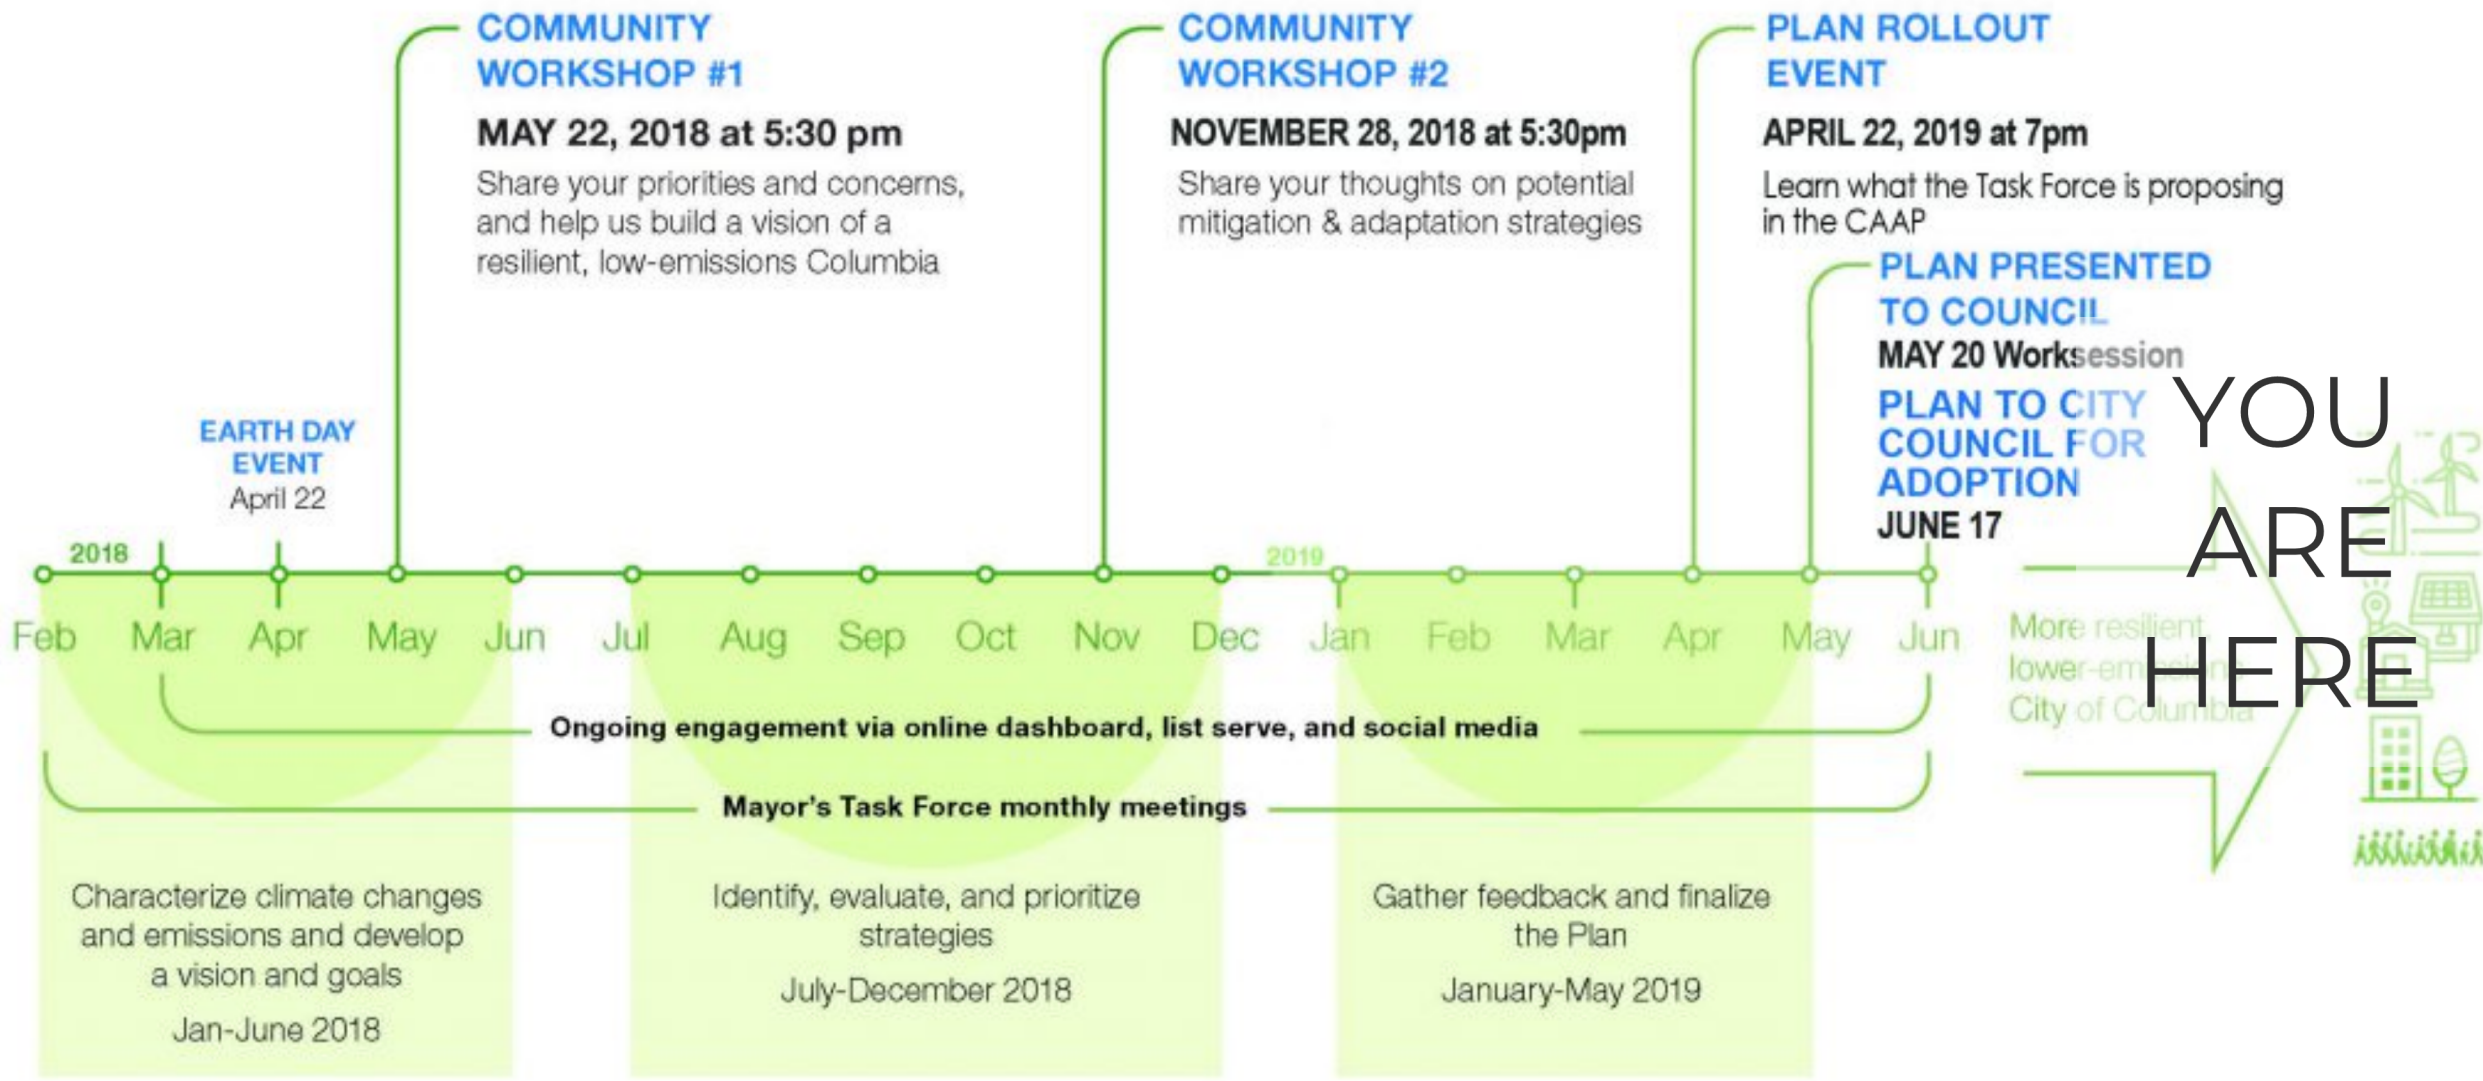 COMMUNITY
WORKSHOP #1
MAY 22, 2018 at 5:30 pm
Share your priorities and concerns,
and help us build a vision of a
resilient, low-emissions Columbia
COMMUNITY
WORKSHOP #2
NOVEMBER 28, 2018 at 5:30pm
Share your thoughts on potential
mitigation & adaptation strategies
PLAN ROLLOUT
EVENT
APRIL 22, 2019 at 7pm
Learn what the Task Force is proposing
in the CAAP
PLAN PRESENTED
TO COUNCIL
MAY 20 Worksession
PLAN TO CITY
COUNCIL FOR
ADOPTION
JUNE 17
YOU
ARE
HERE
EARTH DAY
EVENT
April 22
2018
2019
Feb Mar Apr May Jun Jul Aug Sep Oct Nov Dec Jan Feb Mar Apr May Jun
More resilient,
lower-emissions
City of Columbia
Ongoing engagement via online dashboard, list serve, and social media
Mayor's Task Force monthly meetings
Characterize climate changes
and emissions and develop
a vision and goals
Jan-June 2018
Identify, evaluate, and prioritize
strategies
July-December 2018
Gather feedback and finalize
the Plan
January-May 2019